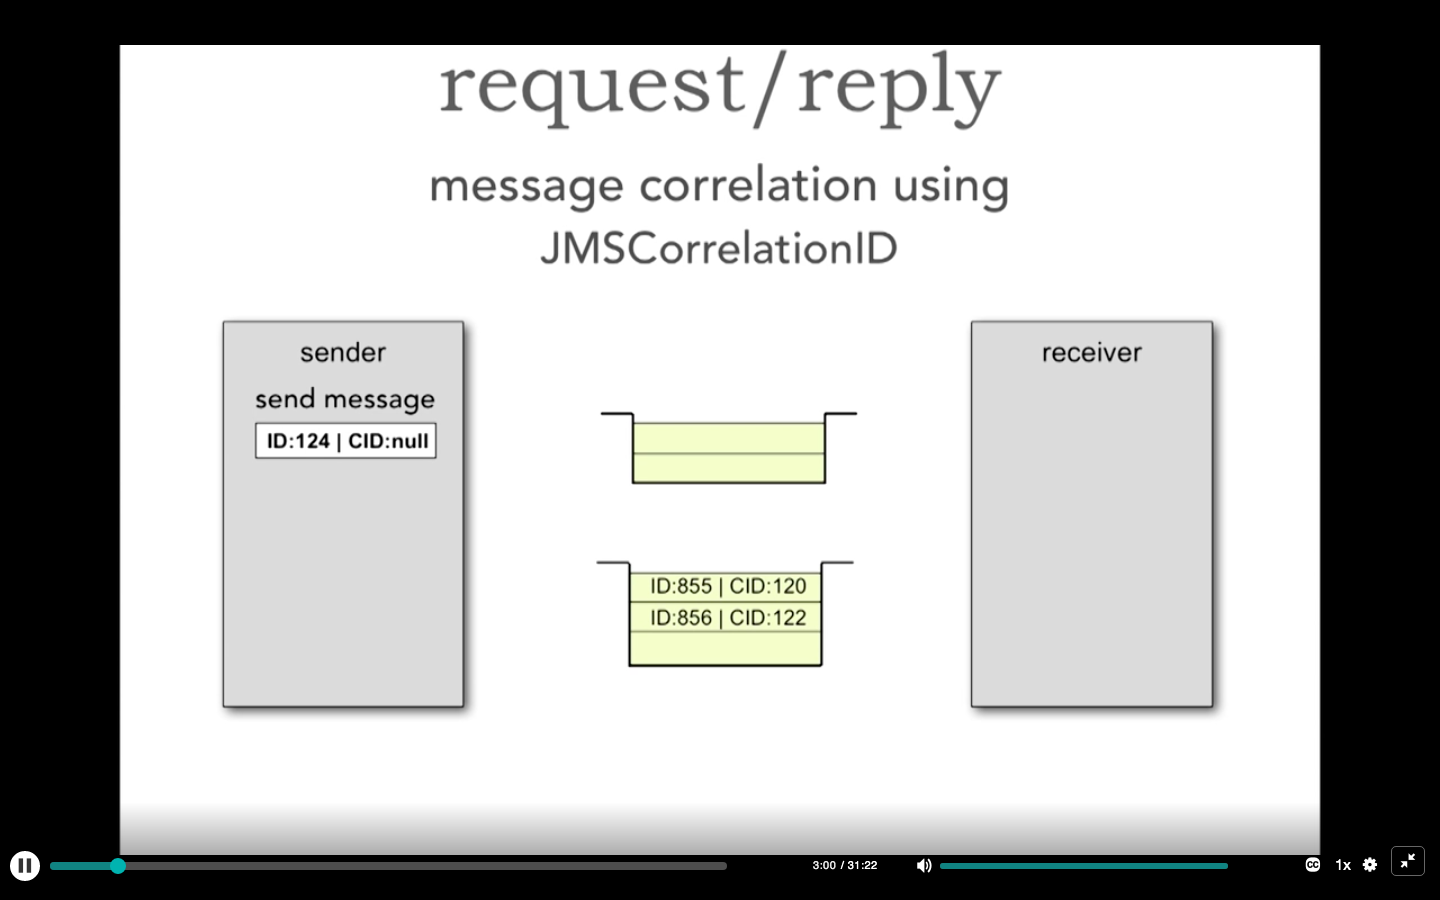 request/reply
message correlation using
JMSCorrelationID
sender
send message
ID:124 | CID:null
receiver
ID:855 | CID:120
ID:856 | CID:122
3:00 / 31:22
CC
1x